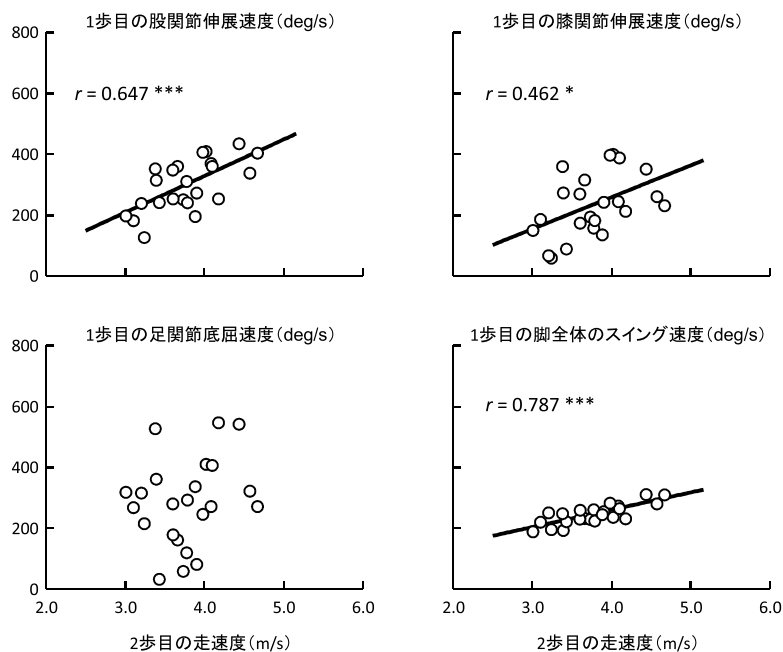 1歩目の股関節伸展速度（deg/s）
800
600
r = 0.647 ***
400
200
0
1歩目の膝関節伸展速度（deg/s）
r = 0.462 *
1歩目の足関節底屈速度（deg/s）
800
600
400
200
0
2.0 3.0 4.0 5.0 6.0
2歩目の走速度（m/s）
1歩目の脚全体のスイング速度（deg/s）
r = 0.787 ***
2.0 3.0 4.0 5.0 6.0
2歩目の走速度（m/s）